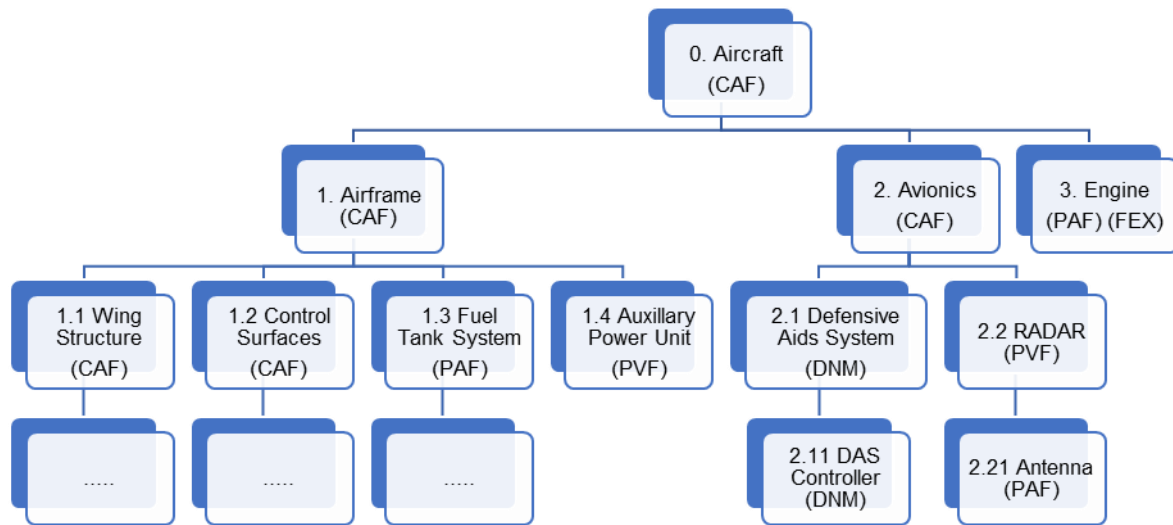 0. Aircraft
(CAF)
1. Airframe
(CAF)
2. Avionics
(CAF)
3. Engine
(PAF) (FEX)
1.1 Wing
Structure
(CAF)
1.2 Control
Surfaces
(CAF)
1.3 Fuel
Tank System
(PAF)
1.4 Auxillary
Power Unit
(PVF)
2.1 Defensive
Aids System
(DNM)
2.2 RADAR
(PVF)
.....
.....
.....
2.11 DAS
Controller
(DNM)
2.21 Antenna
(PAF)